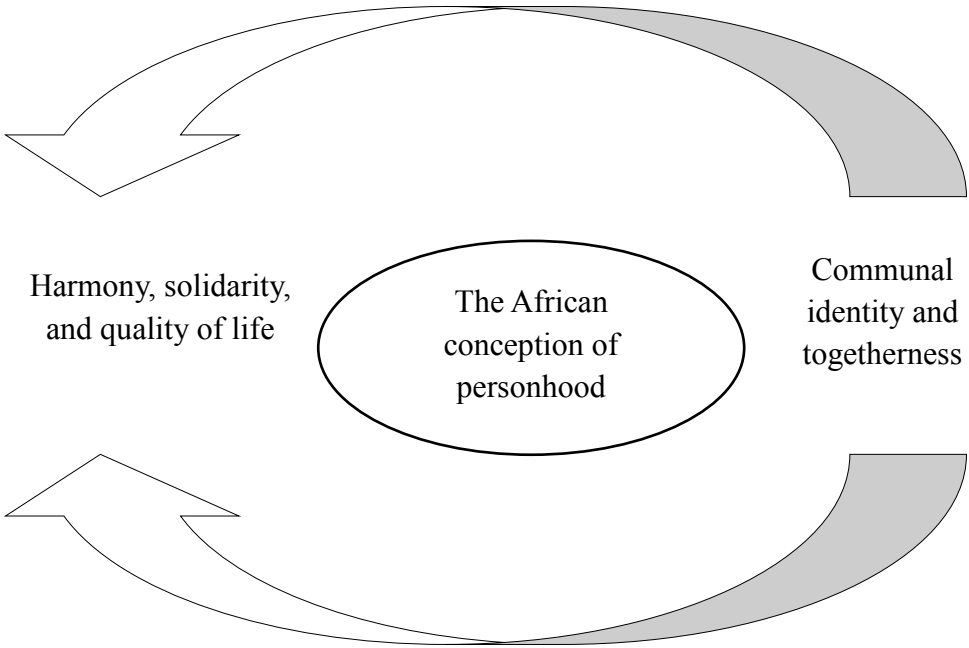 Harmony, solidarity,
and quality of life
The African
conception of
personhood
Communal
identity and
togetherness